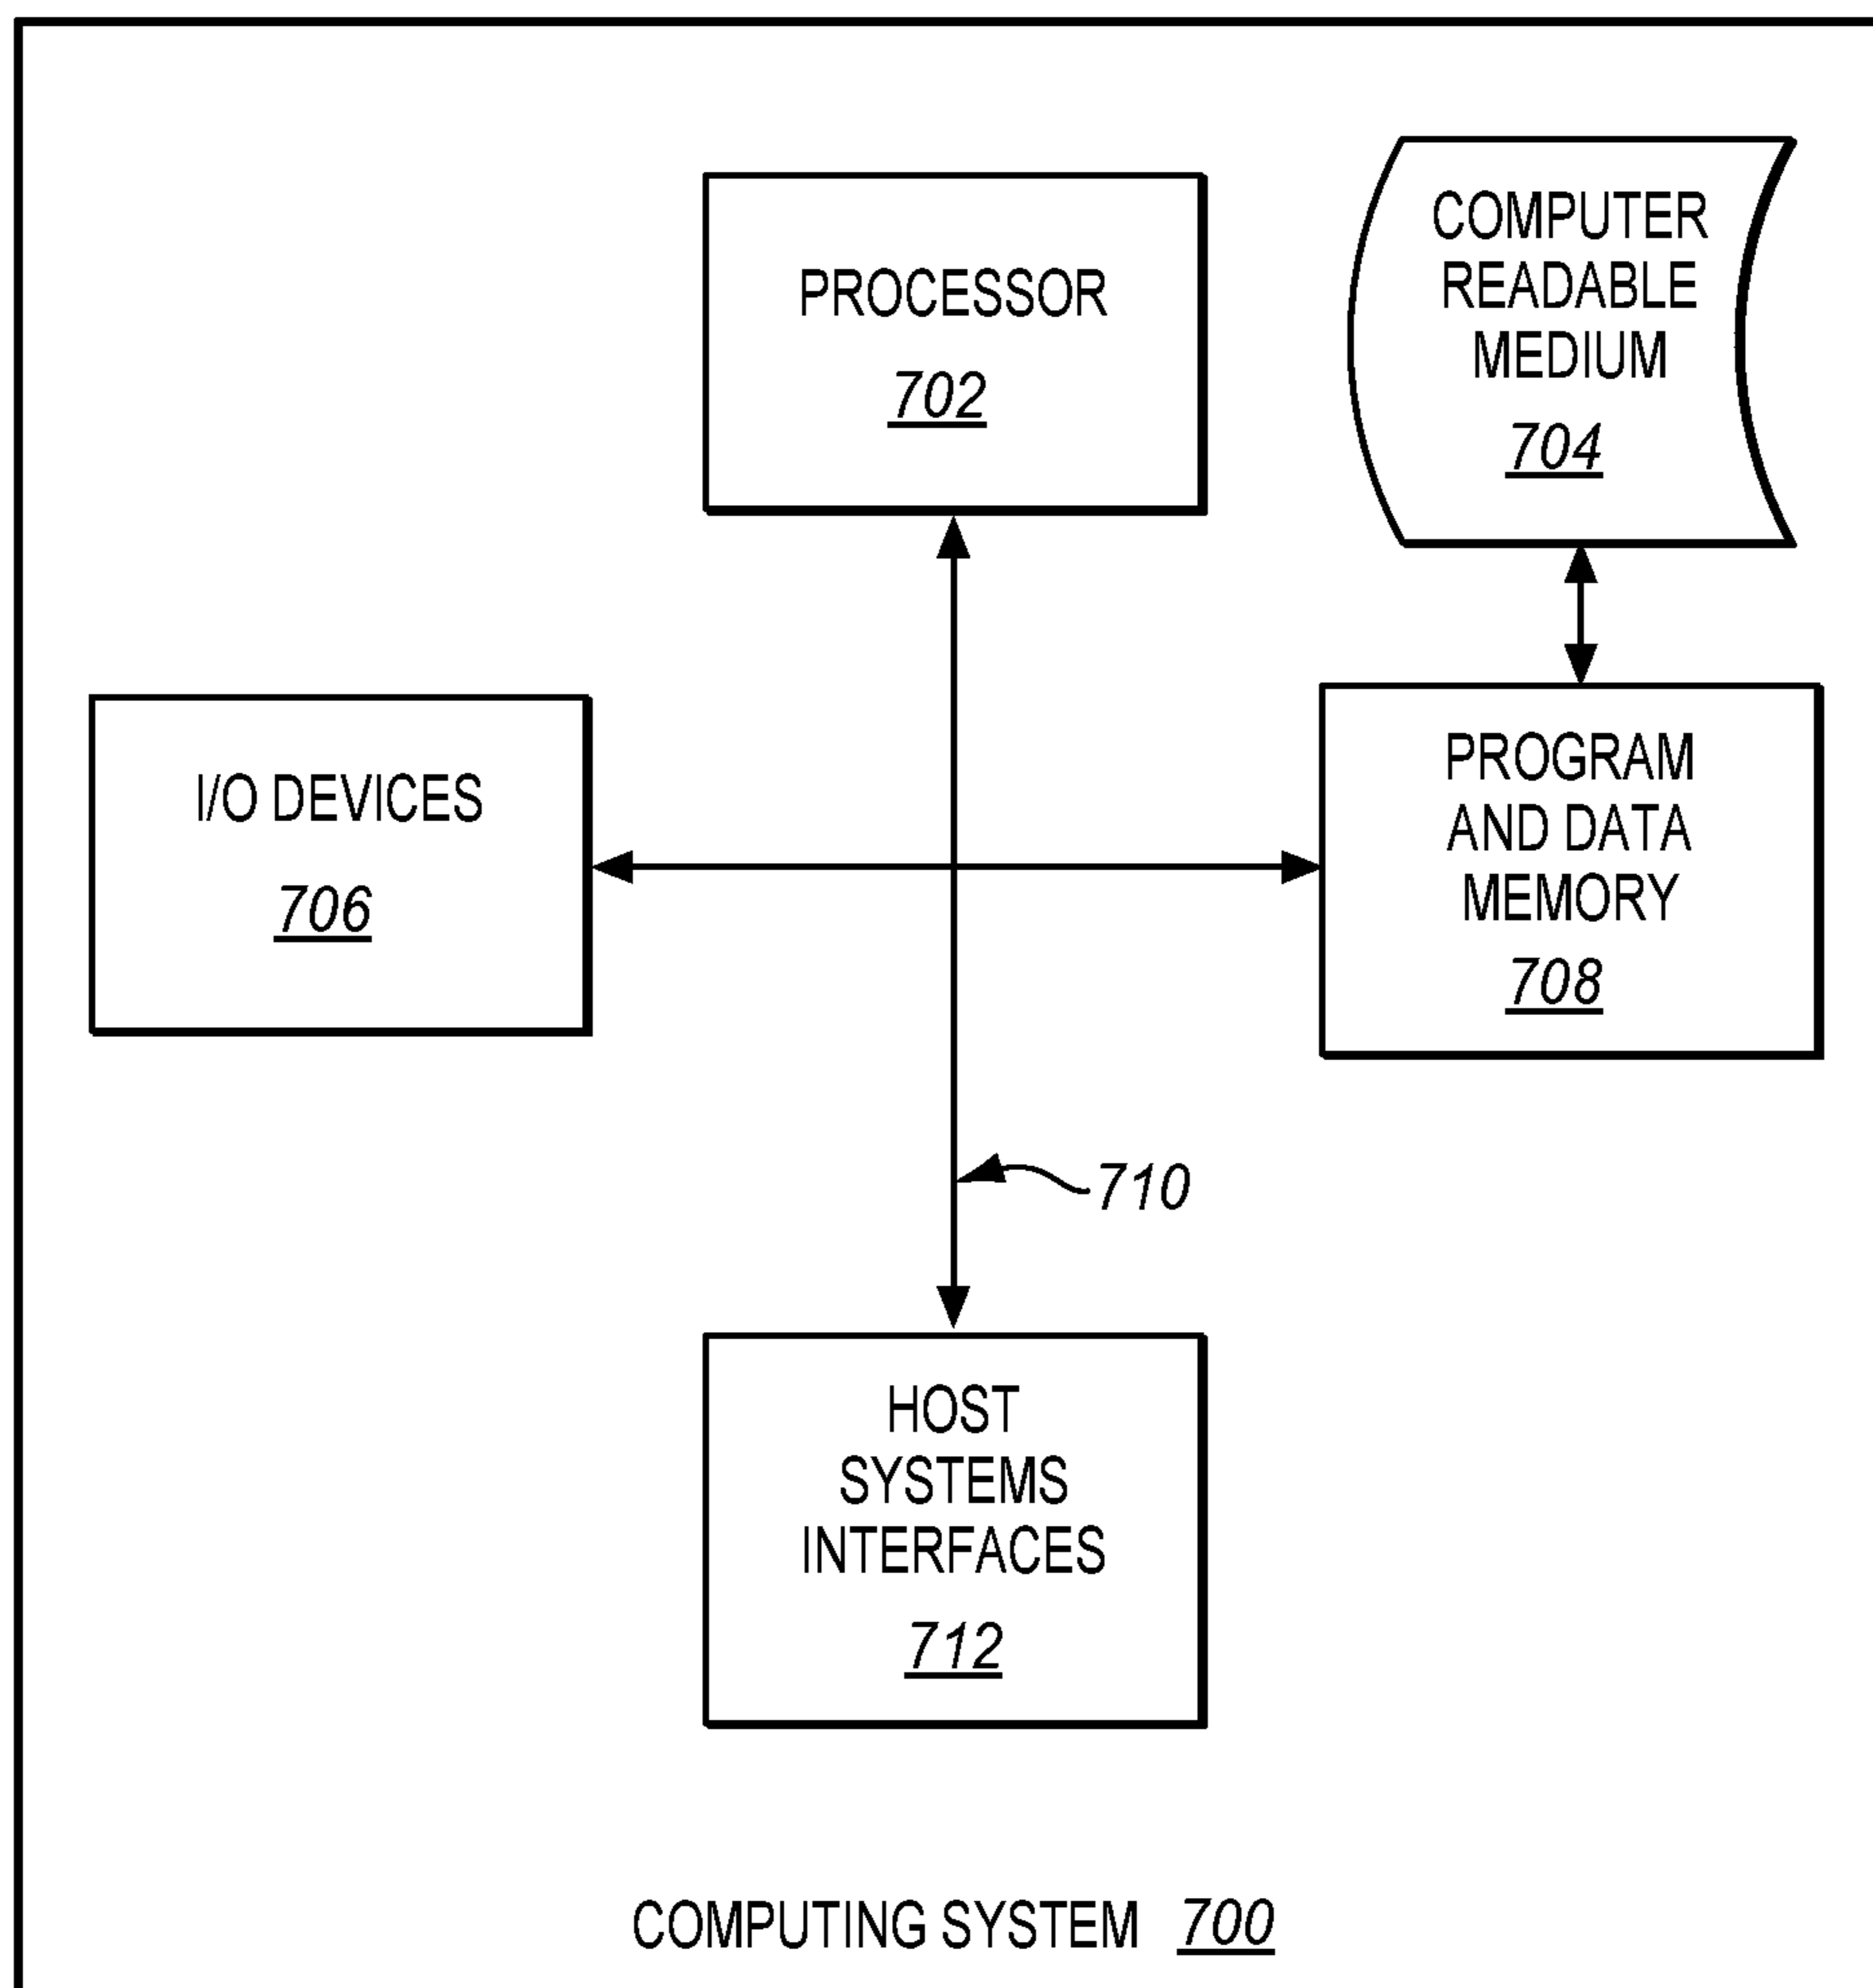 PROCESSOR
702
COMPUTER
READABLE
MEDIUM
704
I/O DEVICES
706
PROGRAM
AND DATA
MEMORY
708
710
HOST
SYSTEMS
INTERFACES
712
COMPUTING SYSTEM 700